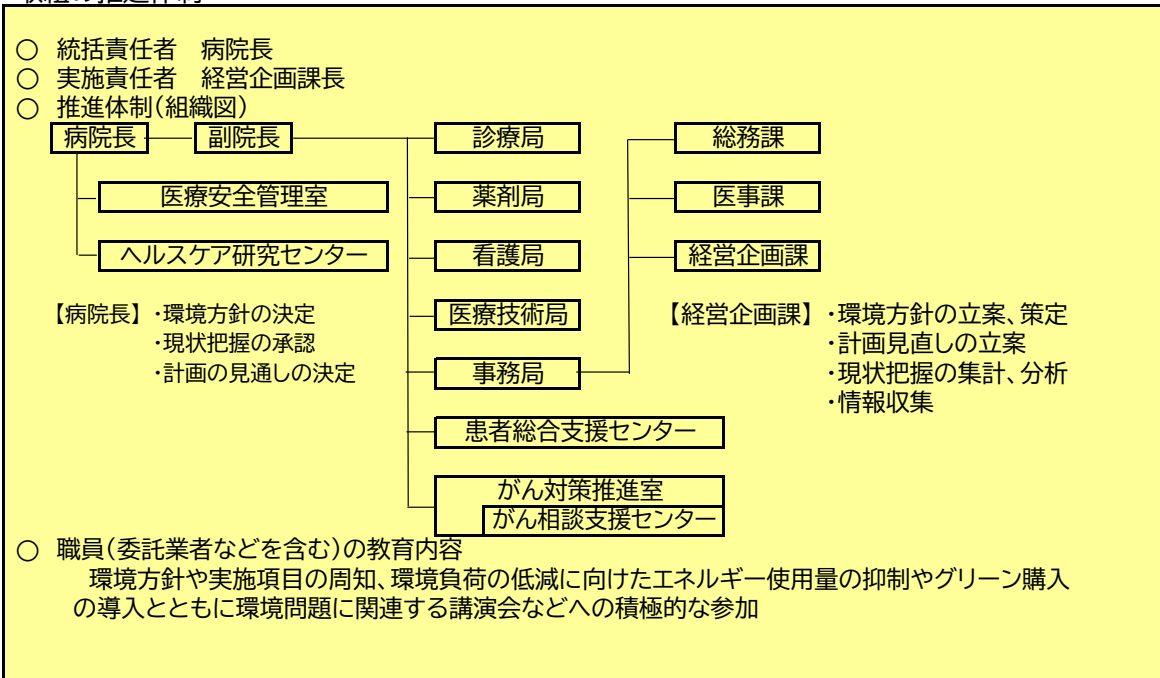 ○ 統括責任者　病院長
○ 実施責任者　経営企画課長
○ 推進体制(組織図)
病院長 副院長 診療局 総務課
医療安全管理室 薬剤局 医事課
ヘルスケア研究センター 看護局 経営企画課
【病院長】・環境方針の決定 医療技術局 【経営企画課】・環境方針の立案、策定
・現状把握の承認 ・計画見直しの立案
・計画の見通しの決定 事務局 ・現状把握の集計、分析
・情報収集
患者総合支援センター
がん対策推進室
がん相談支援センター
○ 職員(委託業者などを含む)の教育内容
環境方針や実施項目の周知、環境負荷の低減に向けたエネルギー使用量の抑制やグリーン購入
の導入とともに環境問題に関連する講演会などへの積極的な参加